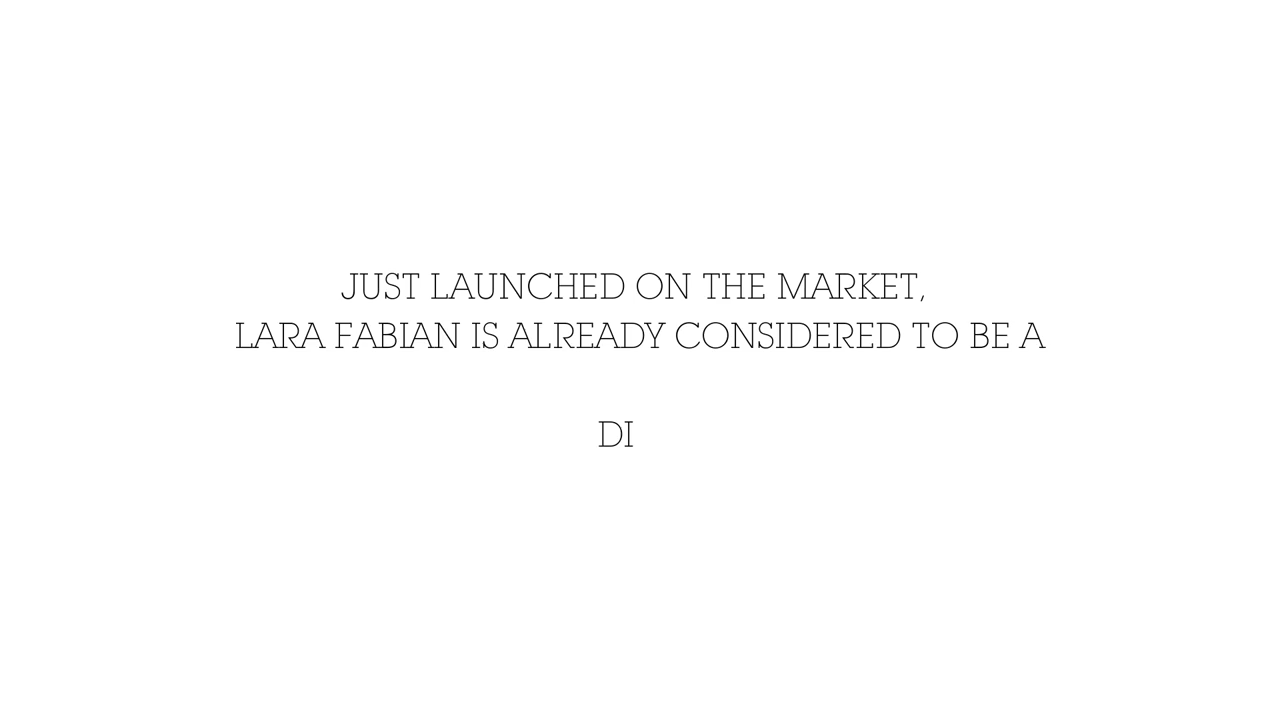 JUST LAUNCHED ON THE MARKET,
LARA FABIAN IS ALREADY CONSIDERED TO BE A
DI